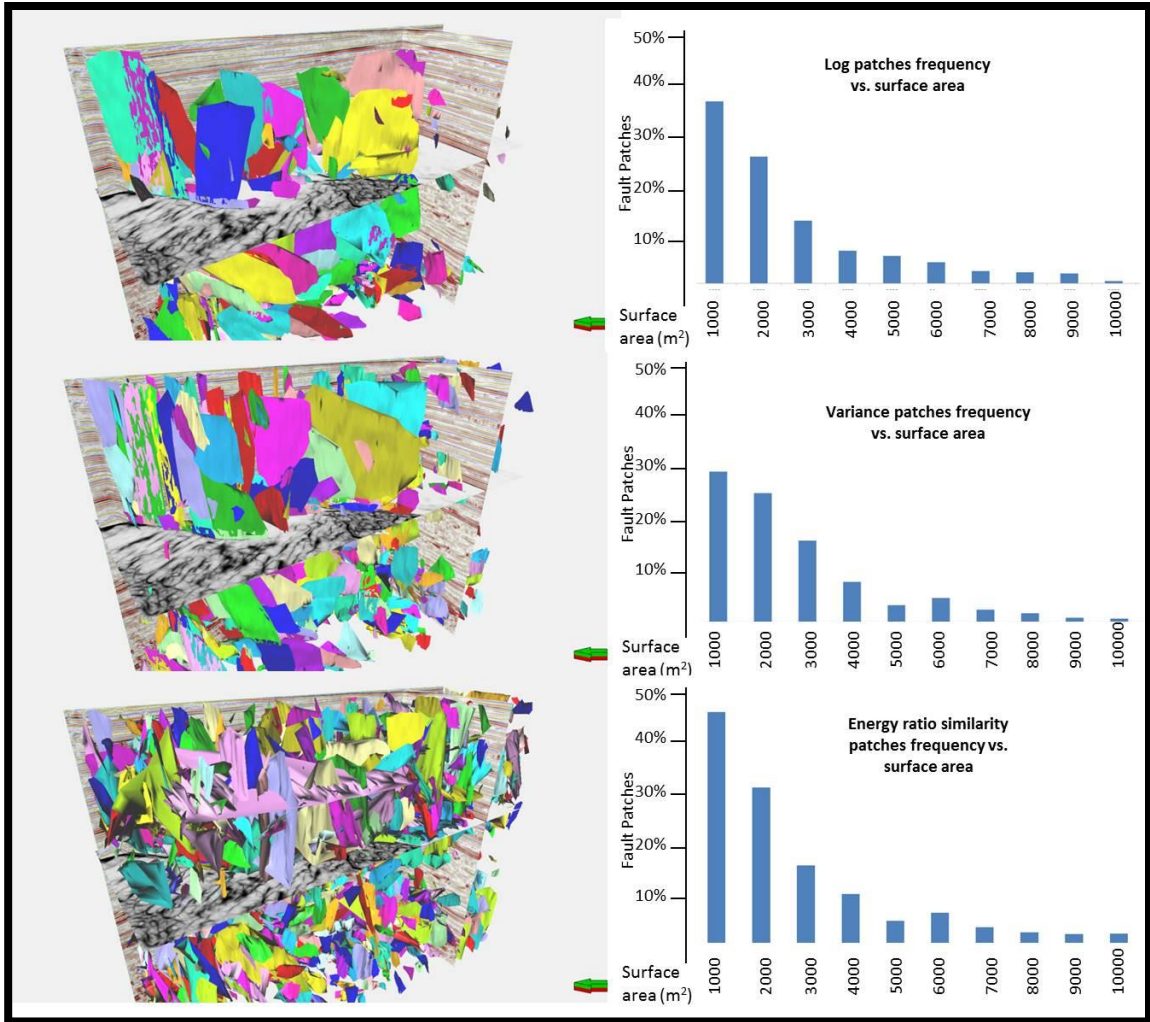 50%
40%
30%
20%
10%
Fault Patches
Log patches frequency
vs. surface area
Surface
area (m²)
1000
2000
3000
4000
5000
6000
7000
8000
9000
10000
50%
40%
30%
20%
10%
Fault Patches
Variance patches frequency
vs. surface area
Surface
area (m²)
1000
2000
3000
4000
5000
6000
7000
8000
9000
10000
50%
40%
30%
20%
10%
Fault Patches
Energy ratio similarity
patches frequency vs.
surface area
Surface
area (m²)
1000
2000
3000
4000
5000
6000
7000
8000
9000
10000